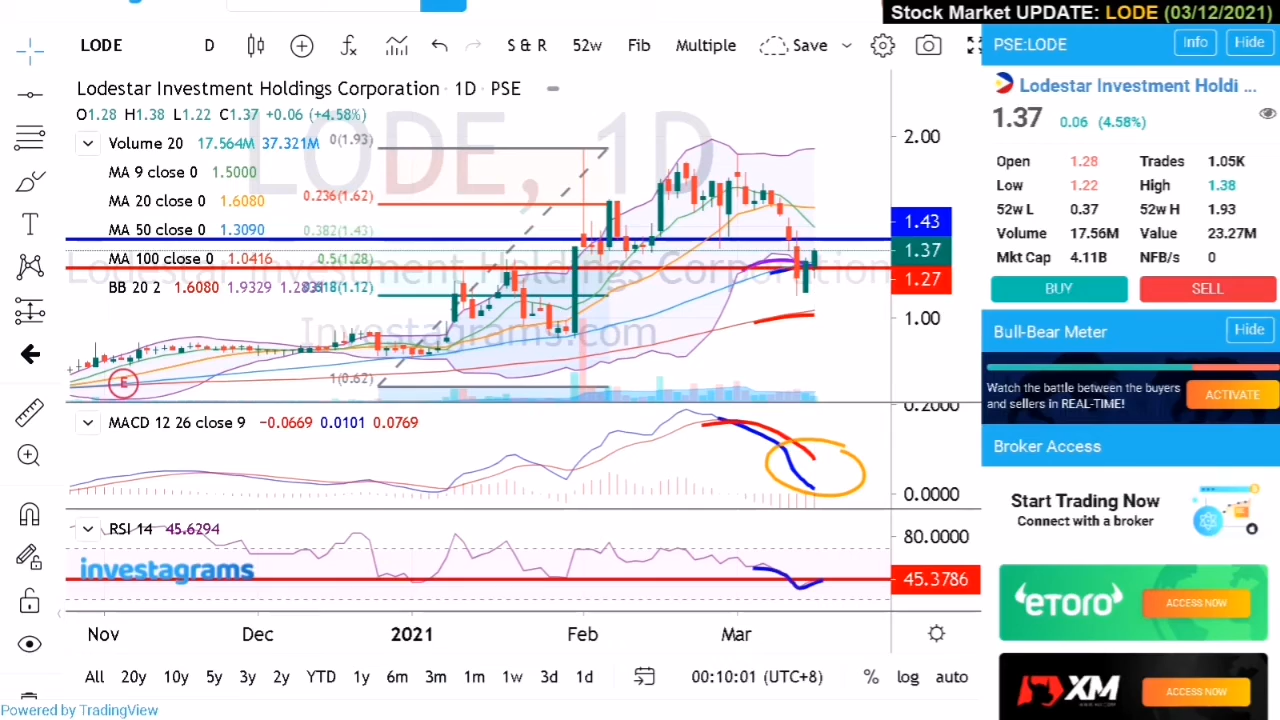 Stock Market UPDATE: LODE (03/12/2021)
LODE D S & R 52w Fib Multiple Save
PSE:LODE Info Hide
Lodestar Investment Holdings Corporation · 1D · PSE
O1.28 H1.38 L1.22 C1.37 +0.06 (+4.58%)
Volume 20 17.564M 37.321M
MA 9 close 0 1.5000
MA 20 close 0 1.6080
MA 50 close 0 1.3090
MA 100 close 0 1.0416
BB 20 2 1.6080 1.9329
0(1.93)
0.236(1.62)
0.382(1.43)
0.5(1.28)
0.618(1.12)
1(0.62)
LODE, 1D
Lodestar Investment Holdings Corporation
Investagrams.com
E
2.00
1.43
1.37
1.27
1.00
MACD 12 26 close 9 −0.0669 0.0101 0.0769
0.2000
0.0000
RSI 14 45.6294
80.0000
45.3786
investagrams
Nov Dec 2021 Feb Mar
All 20y 10y 5y 3y 2y YTD 1y 6m 3m 1m 1w 3d 1d 00:10:01 (UTC+8) % log auto
Powered by TradingView
Lodestar Investment Holdi ...
1.37 0.06 (4.58%)
Open 1.28 Trades 1.05K
Low 1.22 High 1.38
52w L 0.37 52w H 1.93
Volume 17.56M Value 23.27M
Mkt Cap 4.11B NFB/s 0
BUY SELL
Bull-Bear Meter Hide
Watch the battle between the buyers
and sellers in REAL-TIME!
ACTIVATE
Broker Access
Start Trading Now
Connect with a broker
eTORO ACCESS NOW
XM ACCESS NOW